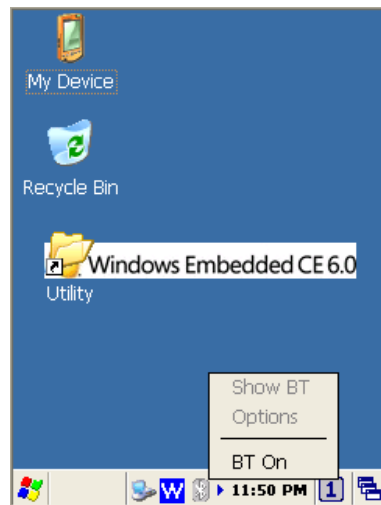 My Device
Recycle Bin
Windows Embedded CE 6.0
Utility
Show BT
Options
BT On
W
11:50 PM
1